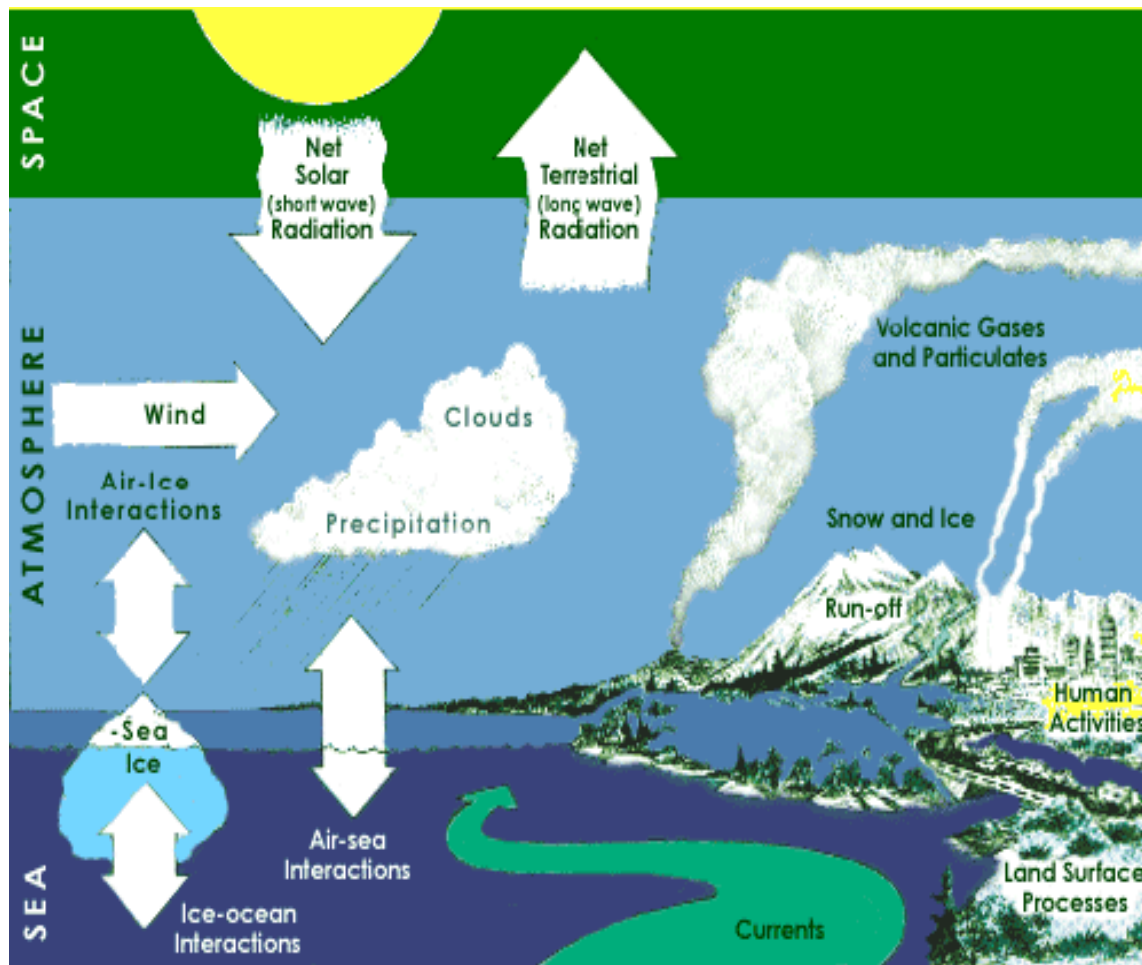 SPACE
Net
Solar
(short wave)
Radiation
Net
Terrestrial
(long wave)
Radiation
ATMOSPHERE
Volcanic Gases
and Particulates
Wind
Clouds
Air-Ice
Interactions
Precipitation
Snow and Ice
Run-off
Human
Activities
-Sea
Ice
SEA
Air-sea
Interactions
Ice-ocean
Interactions
Currents
Land Surface
Processes